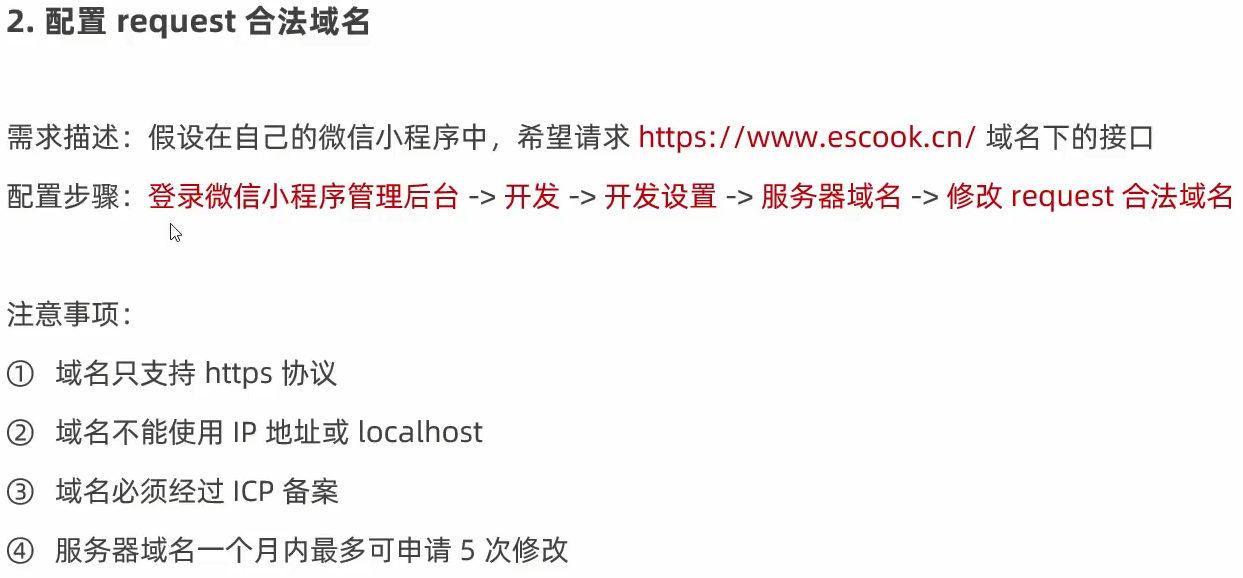 2. 配置 request 合法域名
需求描述：假设在自己的微信小程序中，希望请求 https://www.escook.cn/ 域名下的接口
配置步骤：登录微信小程序管理后台 -> 开发 -> 开发设置 -> 服务器域名 -> 修改 request 合法域名
注意事项：
① 域名只支持 https 协议
② 域名不能使用 IP 地址或 localhost
③ 域名必须经过 ICP 备案
④ 服务器域名一个月内最多可申请 5 次修改